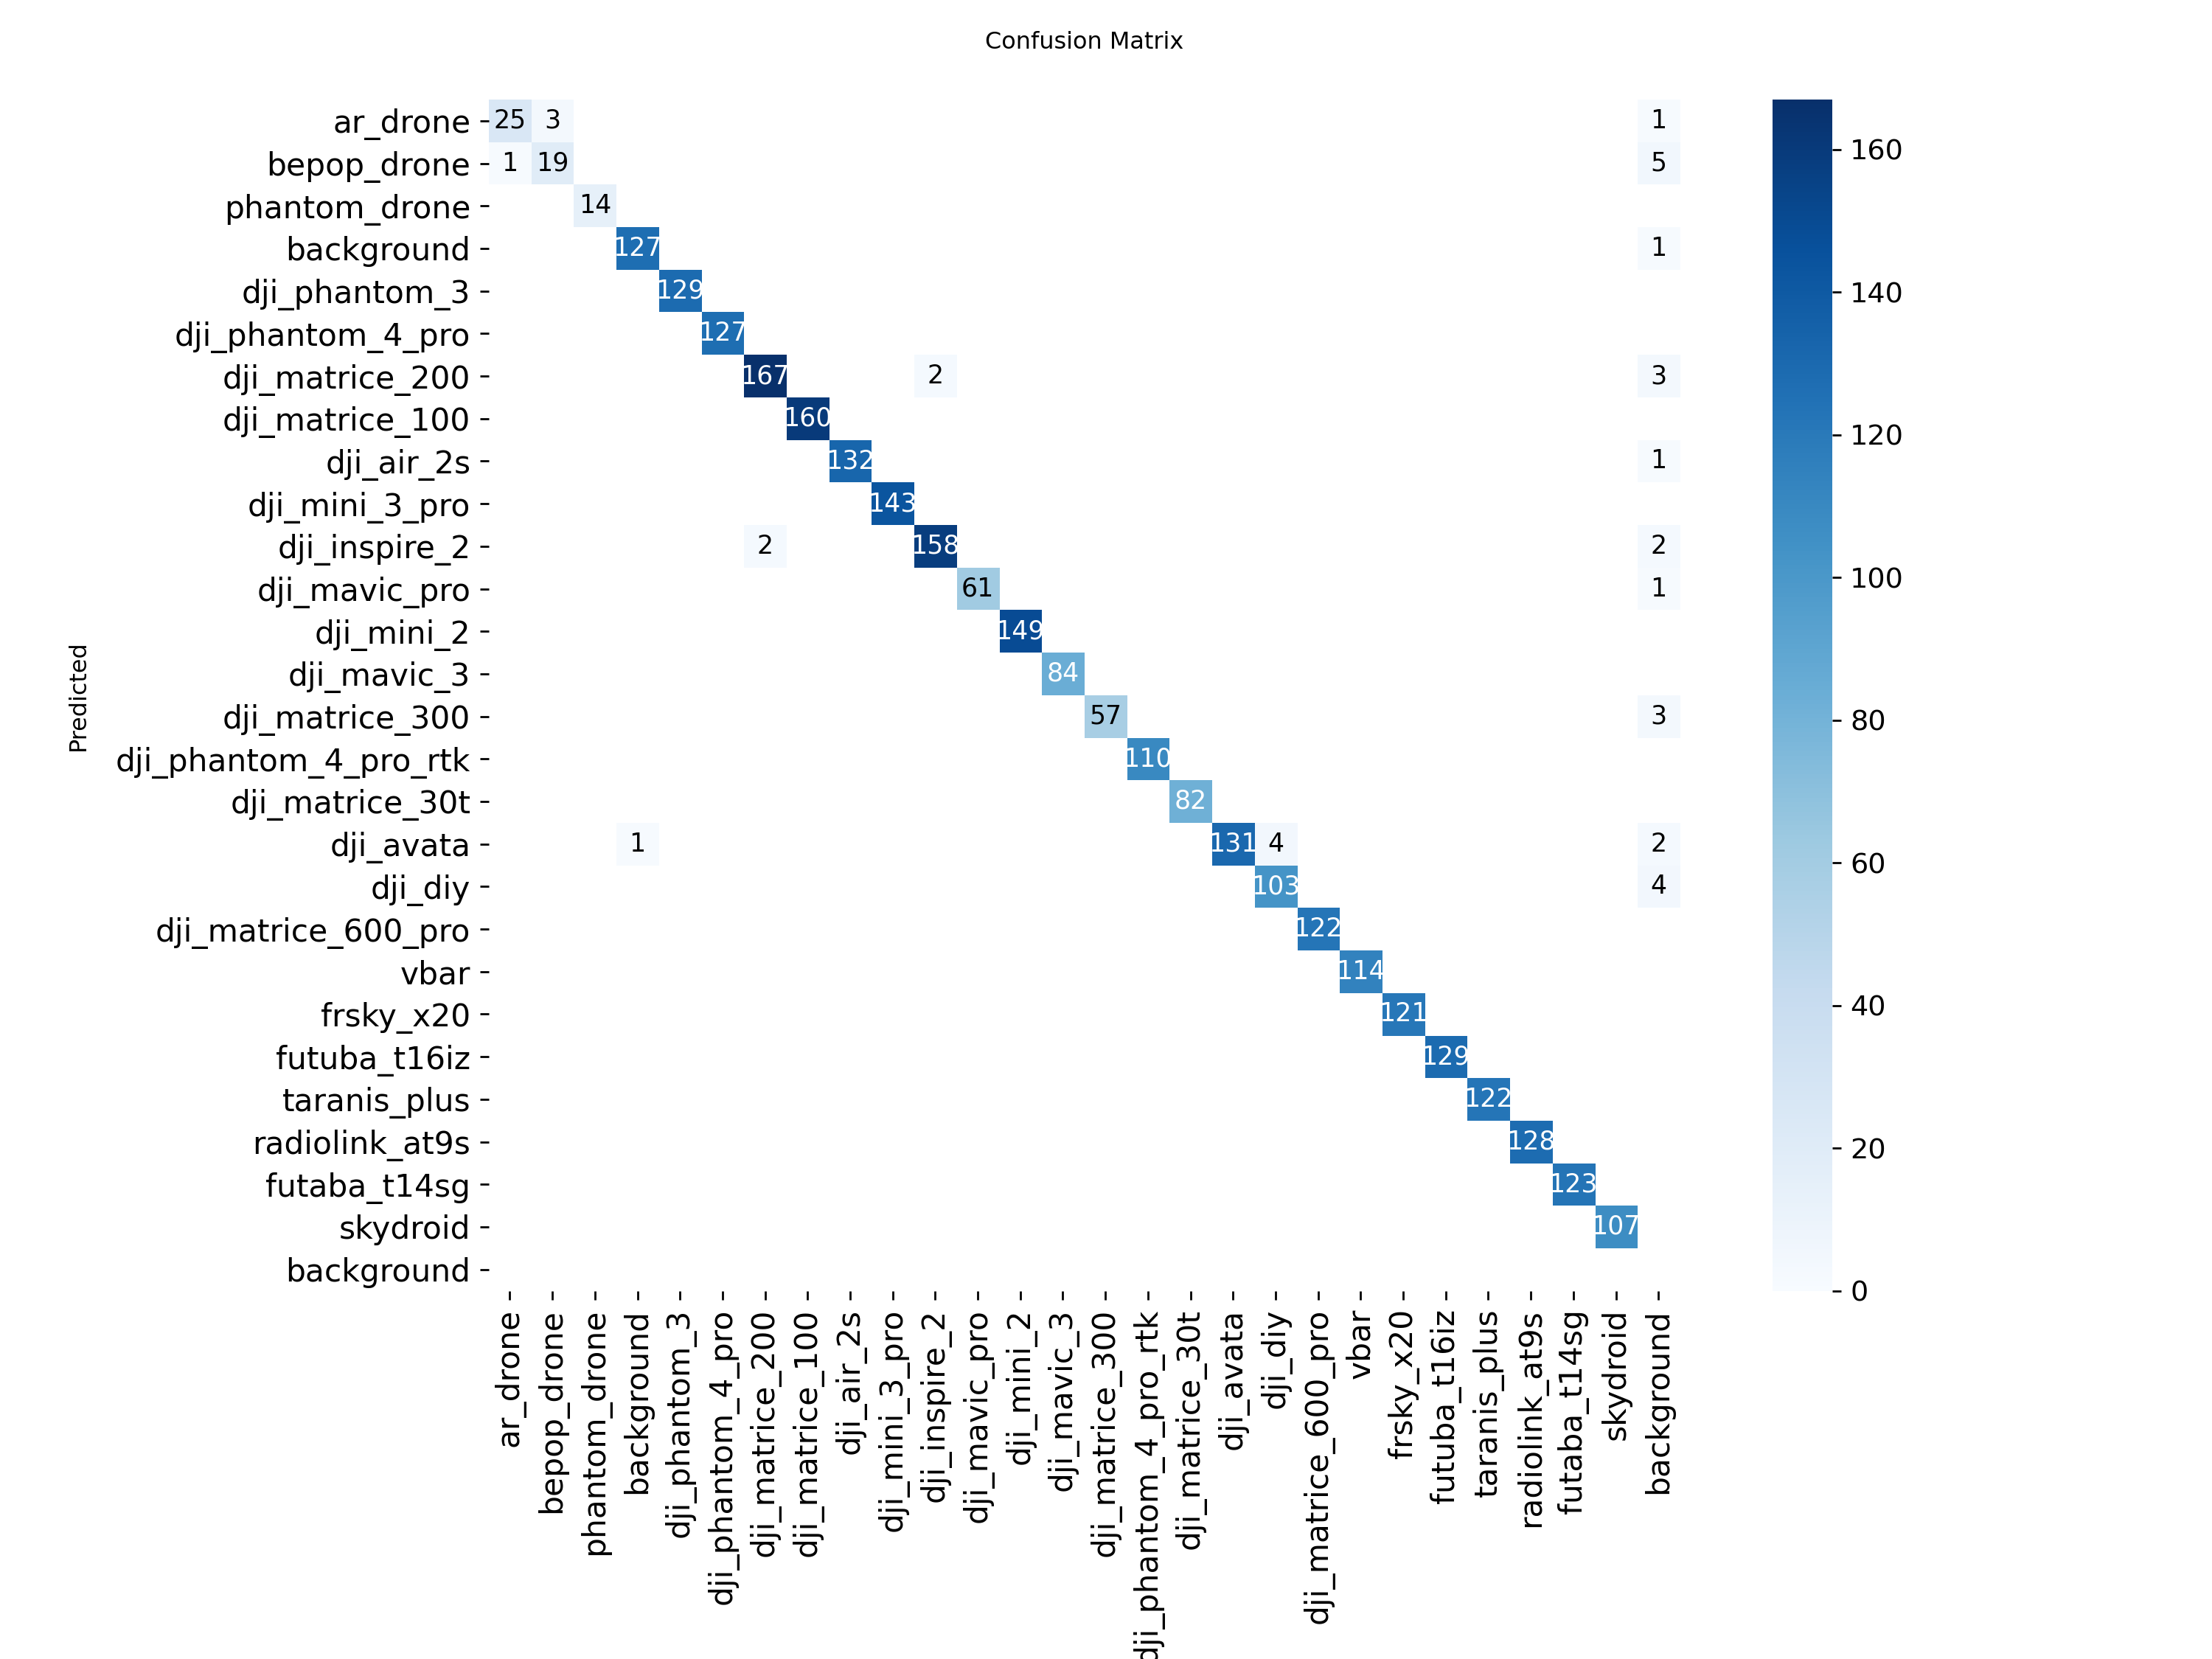 Confusion Matrix
ar_drone 25 3 1
bepop_drone 1 19 5
phantom_drone 14
background 127 1
dji_phantom_3 129
dji_phantom_4_pro 127
dji_matrice_200 167 2 3
dji_matrice_100 160
dji_air_2s 132 1
dji_mini_3_pro 143
dji_inspire_2 2 158 2
dji_mavic_pro 61 1
dji_mini_2 149
dji_mavic_3 84
dji_matrice_300 57 3
dji_phantom_4_pro_rtk 110
dji_matrice_30t 82
dji_avata 1 131 4 2
dji_diy 103 4
dji_matrice_600_pro 122
vbar 114
frsky_x20 121
futuba_t16iz 129
taranis_plus 122
radiolink_at9s 128
futaba_t14sg 123
skydroid 107
background
Predicted
ar_drone
bepop_drone
phantom_drone
background
dji_phantom_3
dji_phantom_4_pro
dji_matrice_200
dji_matrice_100
dji_air_2s
dji_mini_3_pro
dji_inspire_2
dji_mavic_pro
dji_mini_2
dji_mavic_3
dji_matrice_300
dji_phantom_4_pro_rtk
dji_matrice_30t
dji_avata
dji_diy
dji_matrice_600_pro
vbar
frsky_x20
futuba_t16iz
taranis_plus
radiolink_at9s
futaba_t14sg
skydroid
background
160
140
120
100
80
60
40
20
0